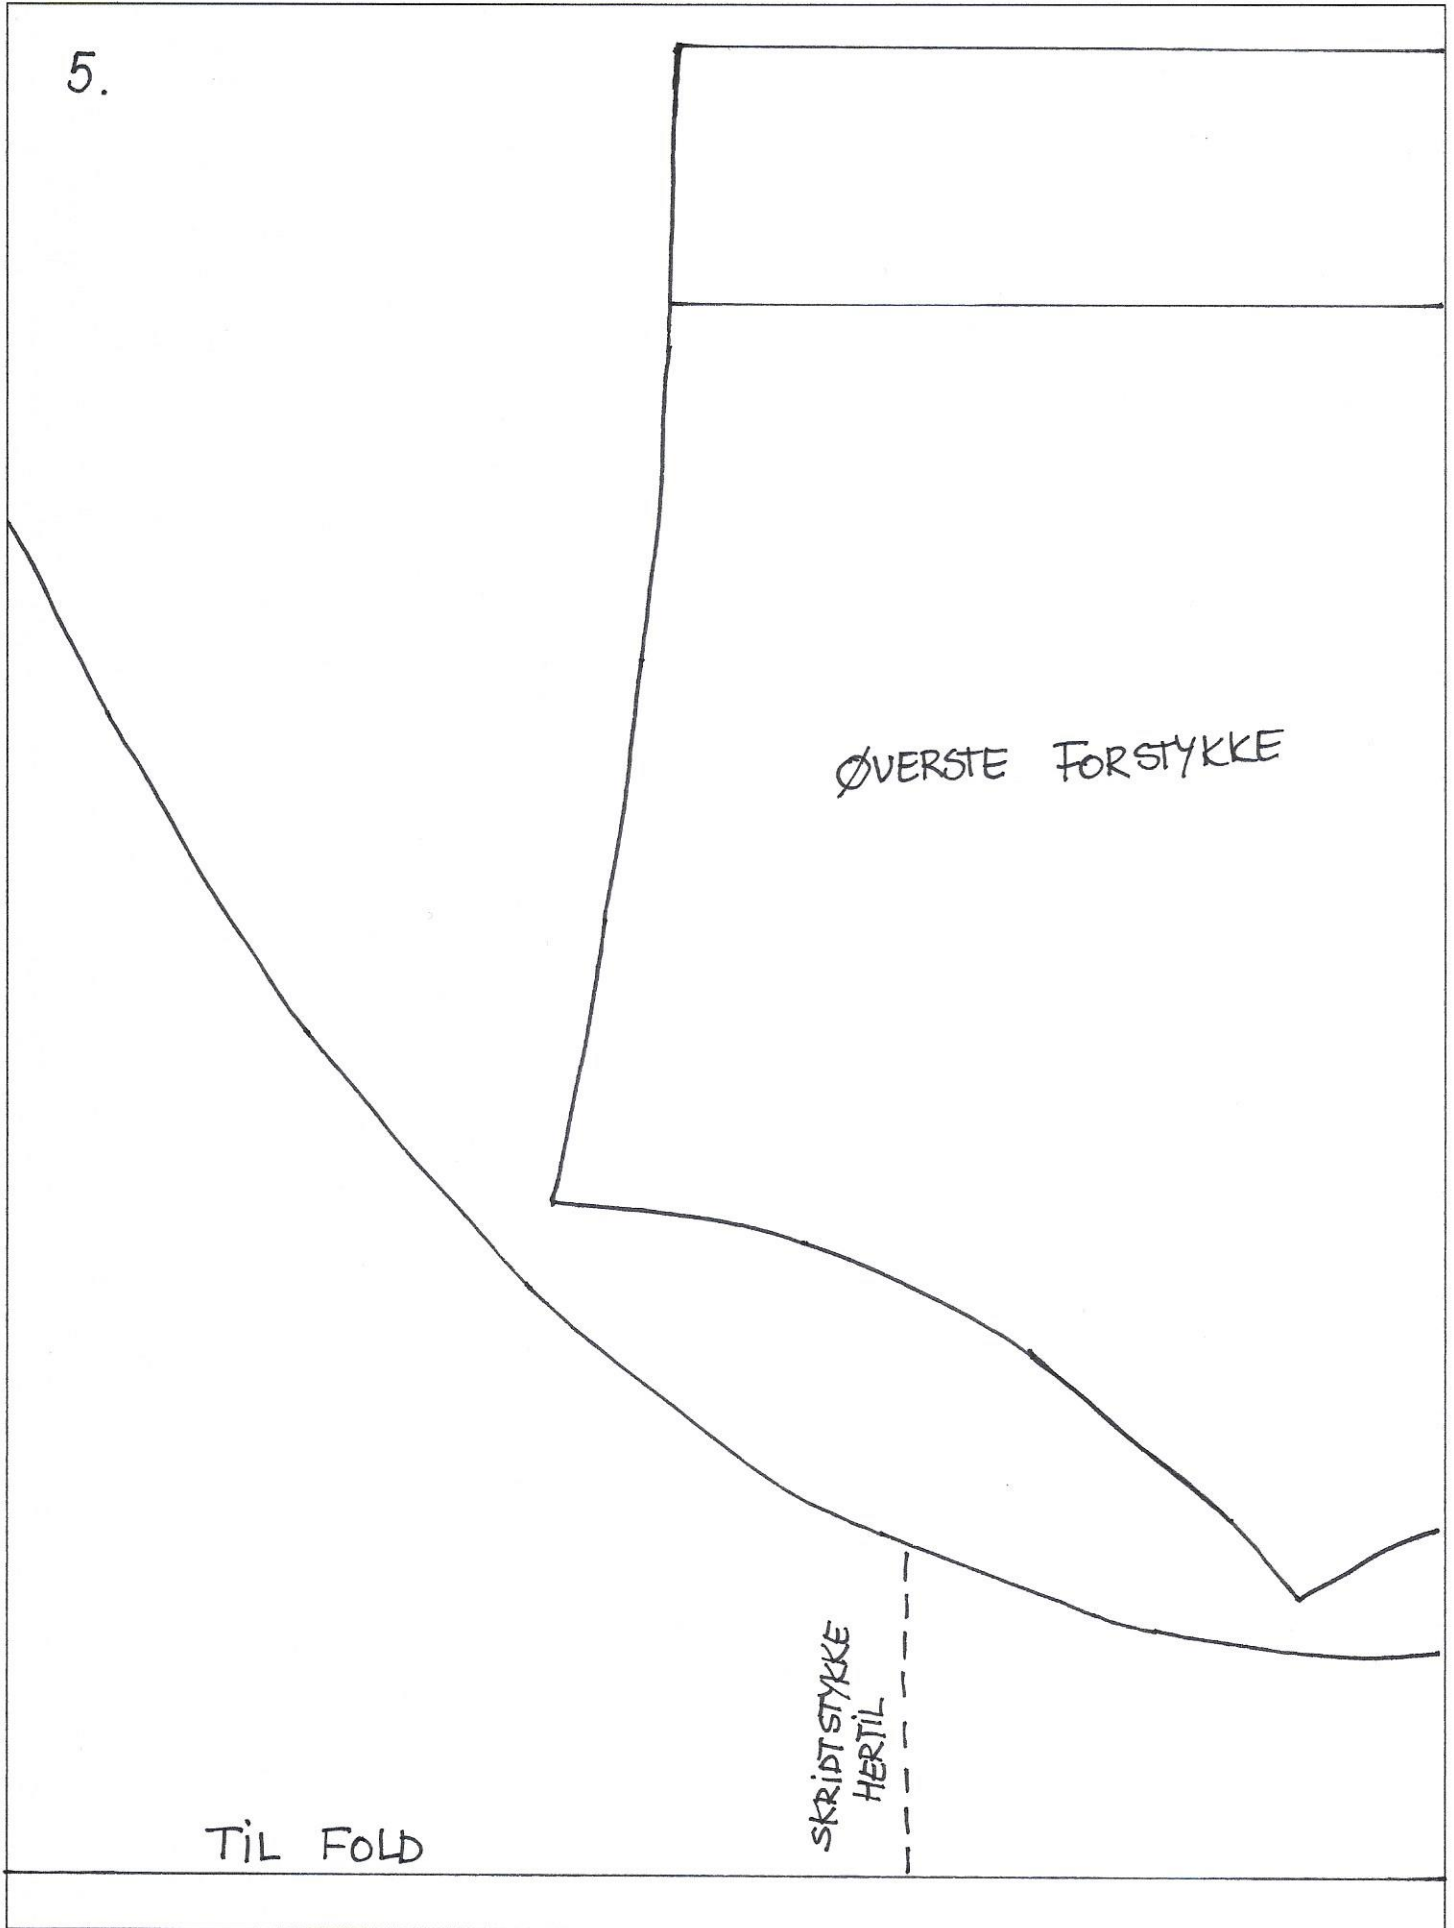 5.
ØVERSTE FORSTYKKE
SKRIDTSTYKKE
HERTIL
TIL FOLD